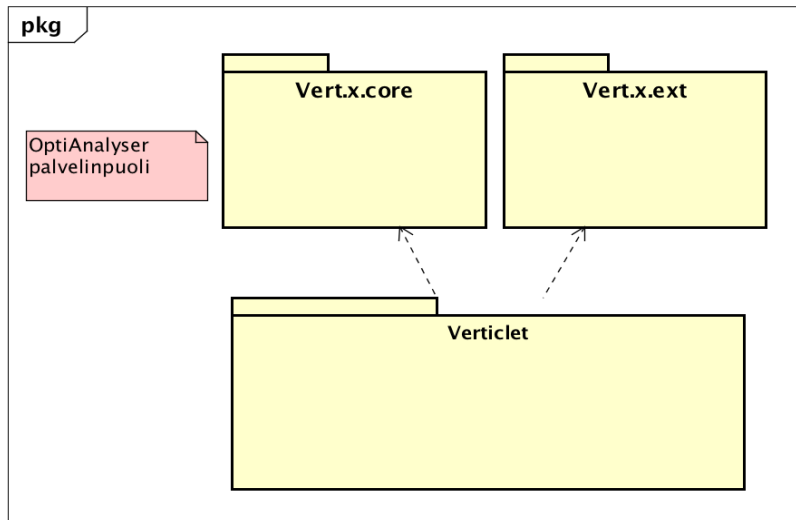 pkg
Vert.x.core
Vert.x.ext
OptiAnalyser
palvelinpuoli
Verticlet